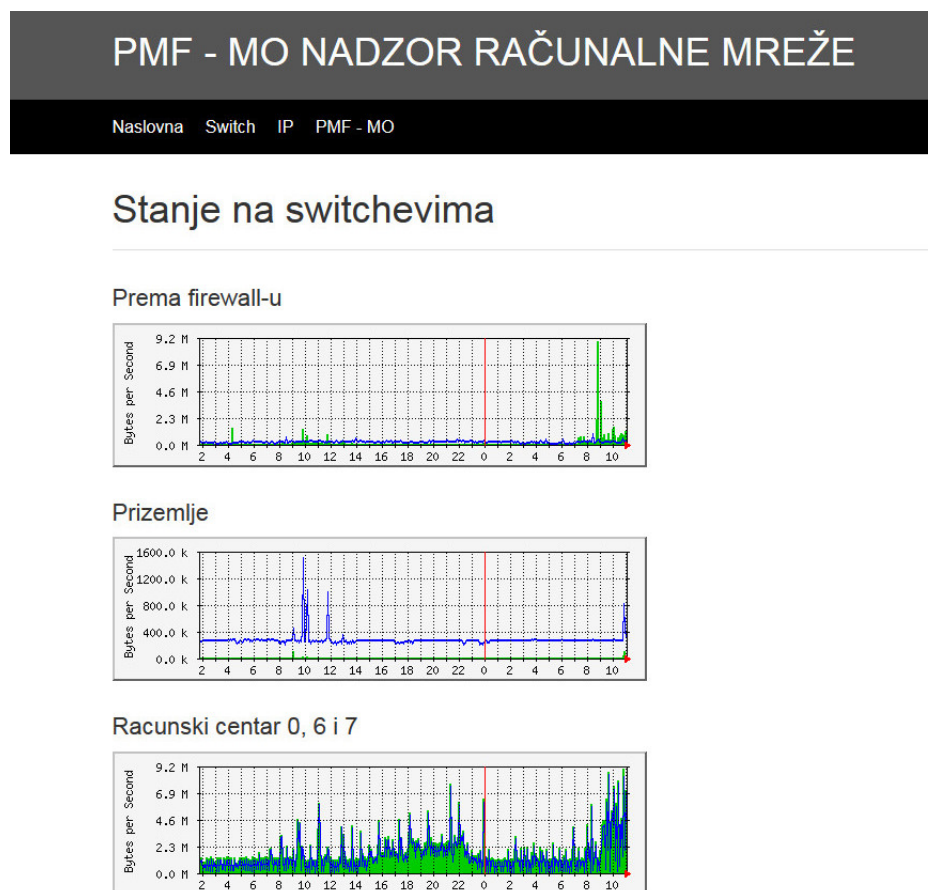 PMF - MO NADZOR RAČUNALNE MREŽE
Naslovna Switch IP PMF - MO
Stanje na switchevima
Prema firewall-u
Bytes per Second
9.2 M
6.9 M
4.6 M
2.3 M
0.0 M
2 4 6 8 10 12 14 16 18 20 22 0 2 4 6 8 10
Prizemlje
Bytes per Second
1600.0 k
1200.0 k
800.0 k
400.0 k
0.0 k
2 4 6 8 10 12 14 16 18 20 22 0 2 4 6 8 10
Racunski centar 0, 6 i 7
Bytes per Second
9.2 M
6.9 M
4.6 M
2.3 M
0.0 M
2 4 6 8 10 12 14 16 18 20 22 0 2 4 6 8 10